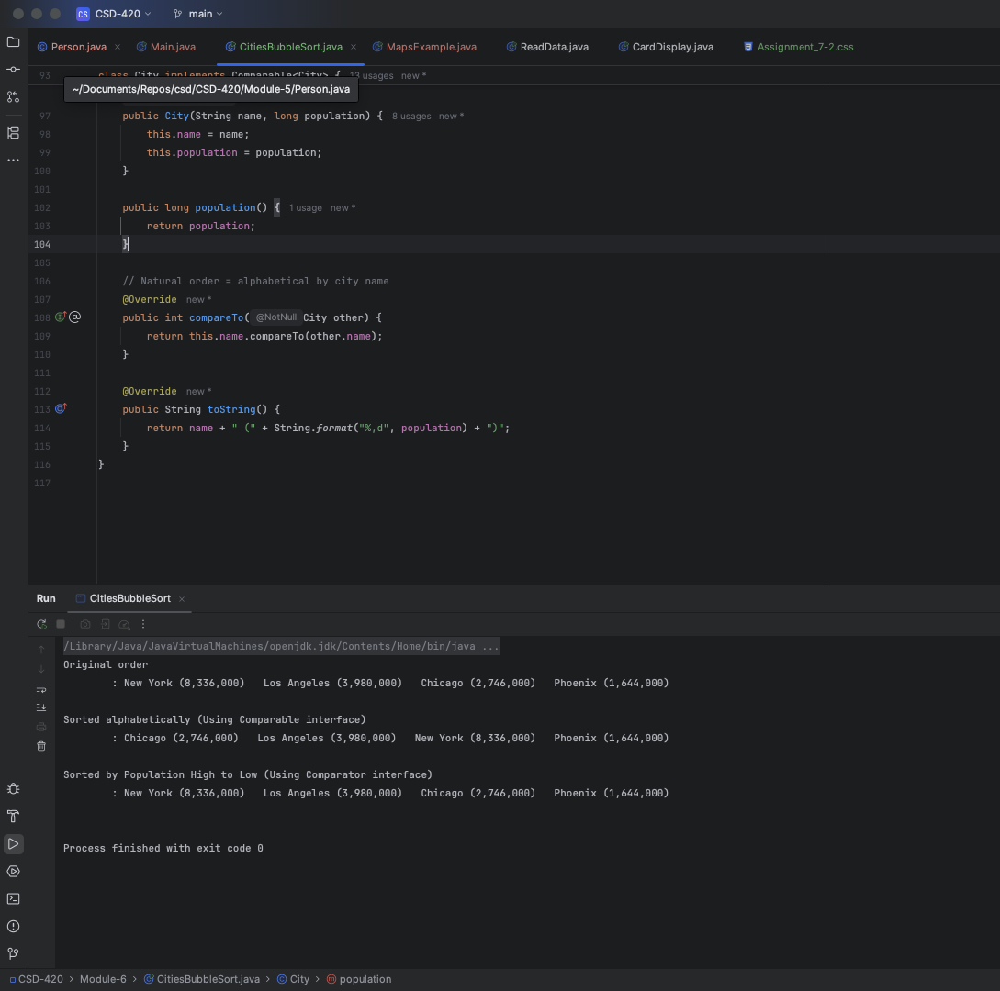 CS CSD-420 main
Person.java Main.java CitiesBubbleSort.java MapsExample.java ReadData.java CardDisplay.java Assignment_7-2.css
93 class City implements Comparable<City> { 13 usages new *
~/Documents/Repos/csd/CSD-420/Module-5/Person.java
97 public City(String name, long population) { 8 usages new *
98 this.name = name;
99 this.population = population;
100 }
101
102 public long population() { 1 usage new *
103 return population;
104 }
105
106 // Natural order = alphabetical by city name
107 @Override new *
108 @ public int compareTo( @NotNull City other) {
109 return this.name.compareTo(other.name);
110 }
111
112 @Override new *
113 public String toString() {
114 return name + " (" + String.format("%,d", population) + ")";
115 }
116 }
117
Run CitiesBubbleSort
/Library/Java/JavaVirtualMachines/openjdk.jdk/Contents/Home/bin/java ...
Original order
: New York (8,336,000) Los Angeles (3,980,000) Chicago (2,746,000) Phoenix (1,644,000)
Sorted alphabetically (Using Comparable interface)
: Chicago (2,746,000) Los Angeles (3,980,000) New York (8,336,000) Phoenix (1,644,000)
Sorted by Population High to Low (Using Comparator interface)
: New York (8,336,000) Los Angeles (3,980,000) Chicago (2,746,000) Phoenix (1,644,000)
Process finished with exit code 0
CSD-420 > Module-6 > CitiesBubbleSort.java > City > population